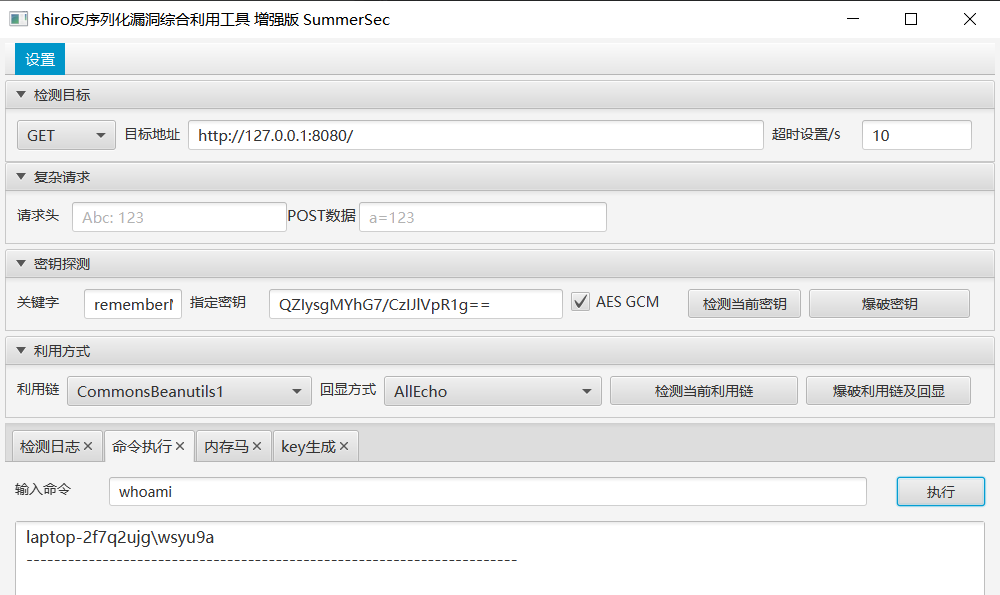 shiro反序列化漏洞综合利用工具 增强版 SummerSec
设置
检测目标
GET 目标地址 http://127.0.0.1:8080/ 超时设置/s 10
复杂请求
请求头 Abc: 123 POST数据 a=123
密钥探测
关键字 rememberM 指定密钥 QZIysgMYhG7/CzIJlVpR1g== AES GCM 检测当前密钥 爆破密钥
利用方式
利用链 CommonsBeanutils1 回显方式 AllEcho 检测当前利用链 爆破利用链及回显
检测日志× 命令执行× 内存马× key生成×
输入命令 whoami 执行
laptop-2f7q2ujg\wsyu9a
----------------------------------------------------------------------